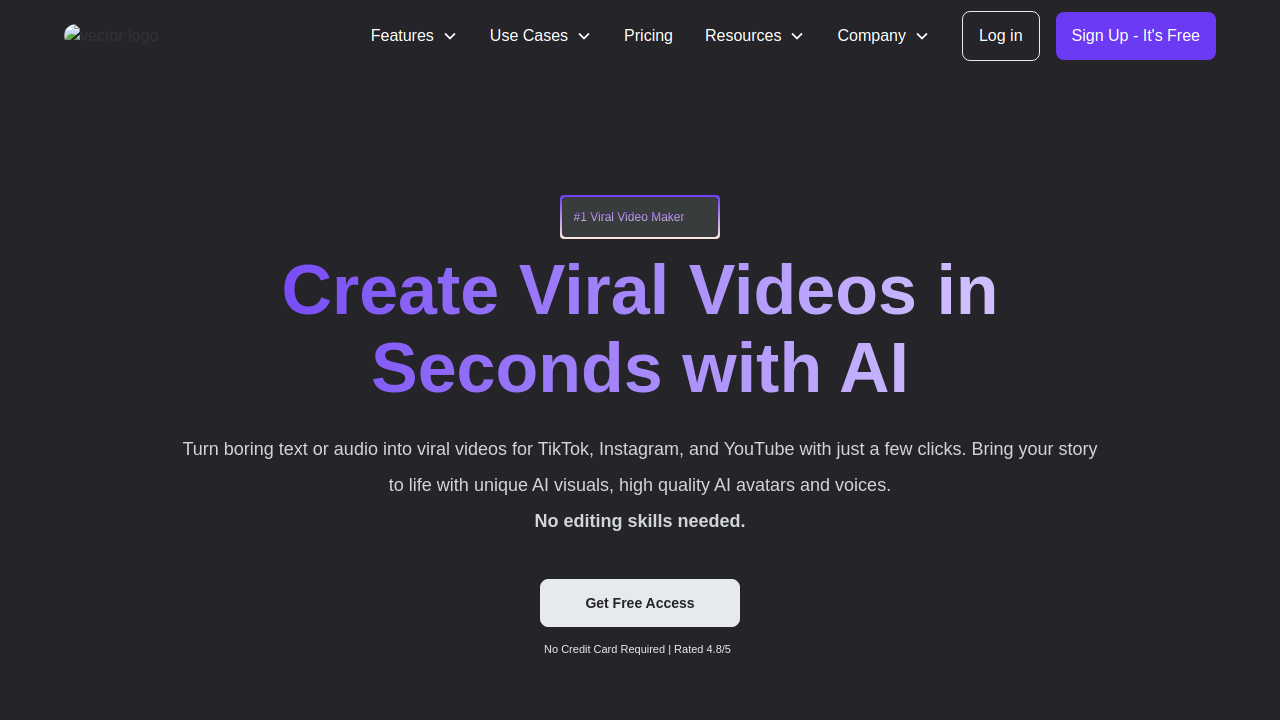 vector logo
Features
Use Cases
Pricing
Resources
Company
Log in
Sign Up - It's Free
#1 Viral Video Maker
Create Viral Videos in
Seconds with AI
Turn boring text or audio into viral videos for TikTok, Instagram, and YouTube with just a few clicks. Bring your story
to life with unique AI visuals, high quality AI avatars and voices.
No editing skills needed.
Get Free Access
No Credit Card Required | Rated 4.8/5